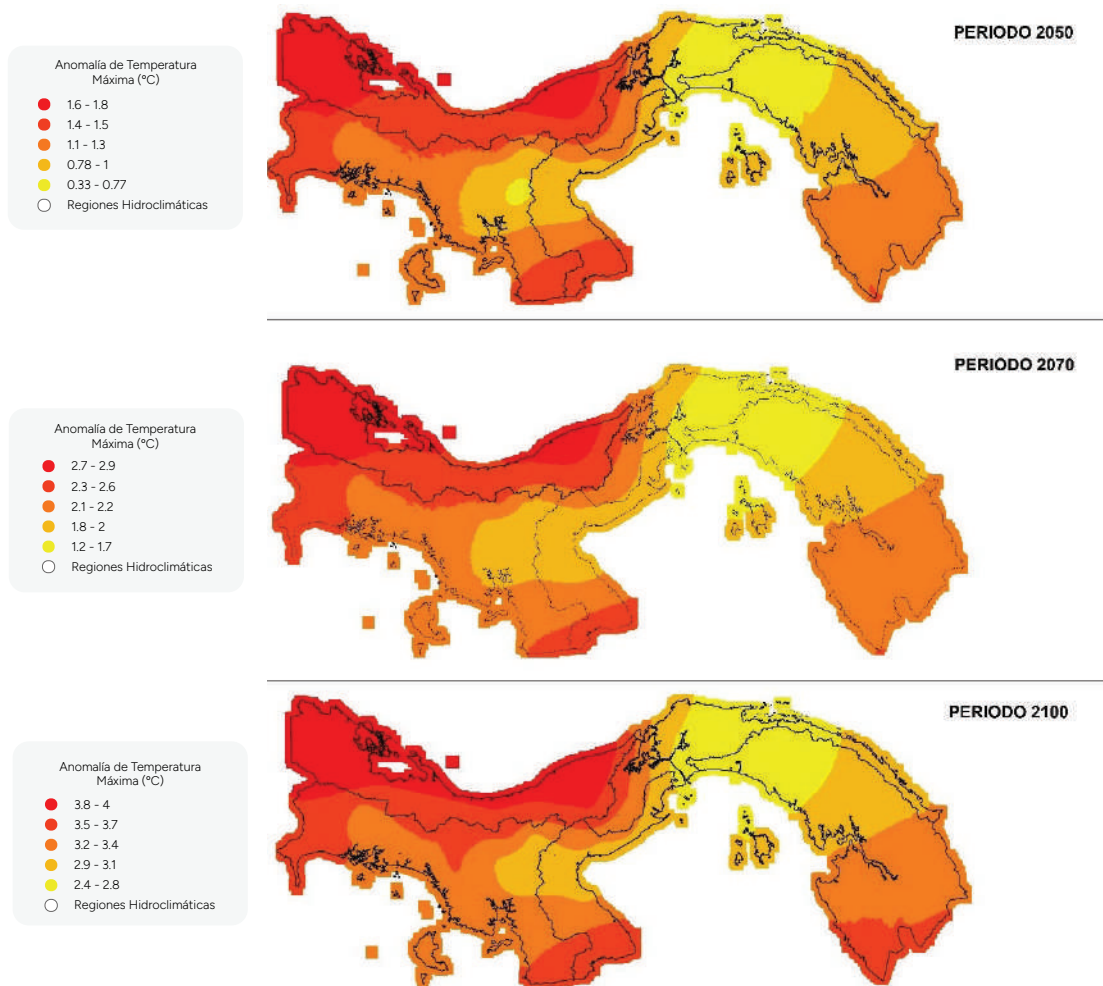 PERIODO 2050
Anomalía de Temperatura
Máxima (°C)
1.6 - 1.8
1.4 - 1.5
1.1 - 1.3
0.78 - 1
0.33 - 0.77
Regiones Hidroclimáticas
PERIODO 2070
Anomalía de Temperatura
Máxima (°C)
2.7 - 2.9
2.3 - 2.6
2.1 - 2.2
1.8 - 2
1.2 - 1.7
Regiones Hidroclimáticas
PERIODO 2100
Anomalía de Temperatura
Máxima (°C)
3.8 - 4
3.5 - 3.7
3.2 - 3.4
2.9 - 3.1
2.4 - 2.8
Regiones Hidroclimáticas